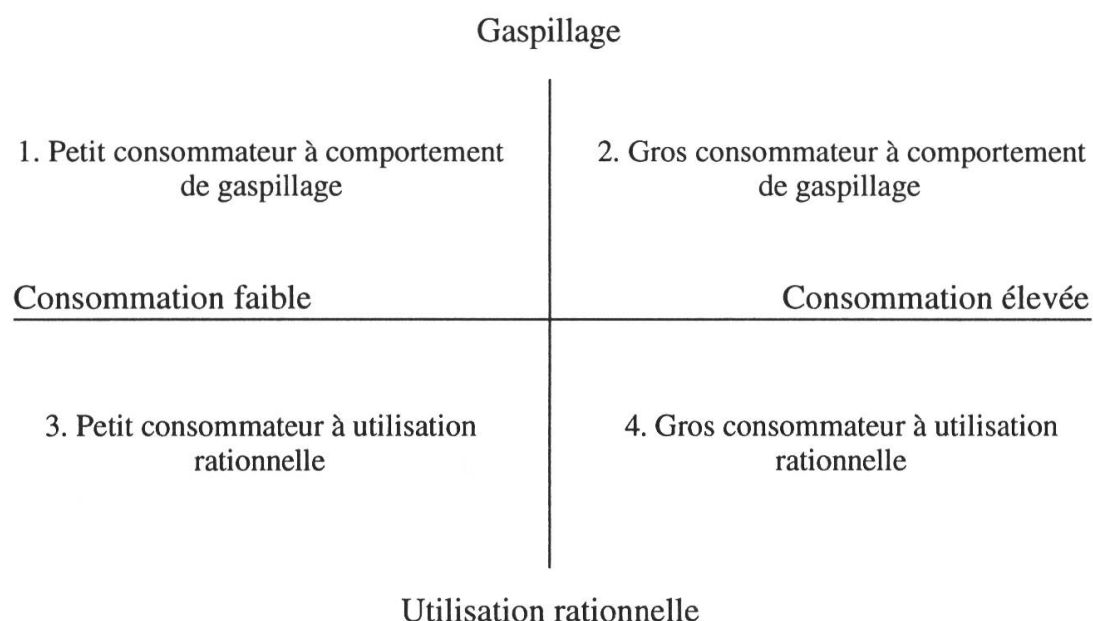 Gaspillage
1. Petit consommateur à comportement
de gaspillage
2. Gros consommateur à comportement
de gaspillage
Consommation faible
Consommation élevée
3. Petit consommateur à utilisation
rationnelle
4. Gros consommateur à utilisation
rationnelle
Utilisation rationnelle